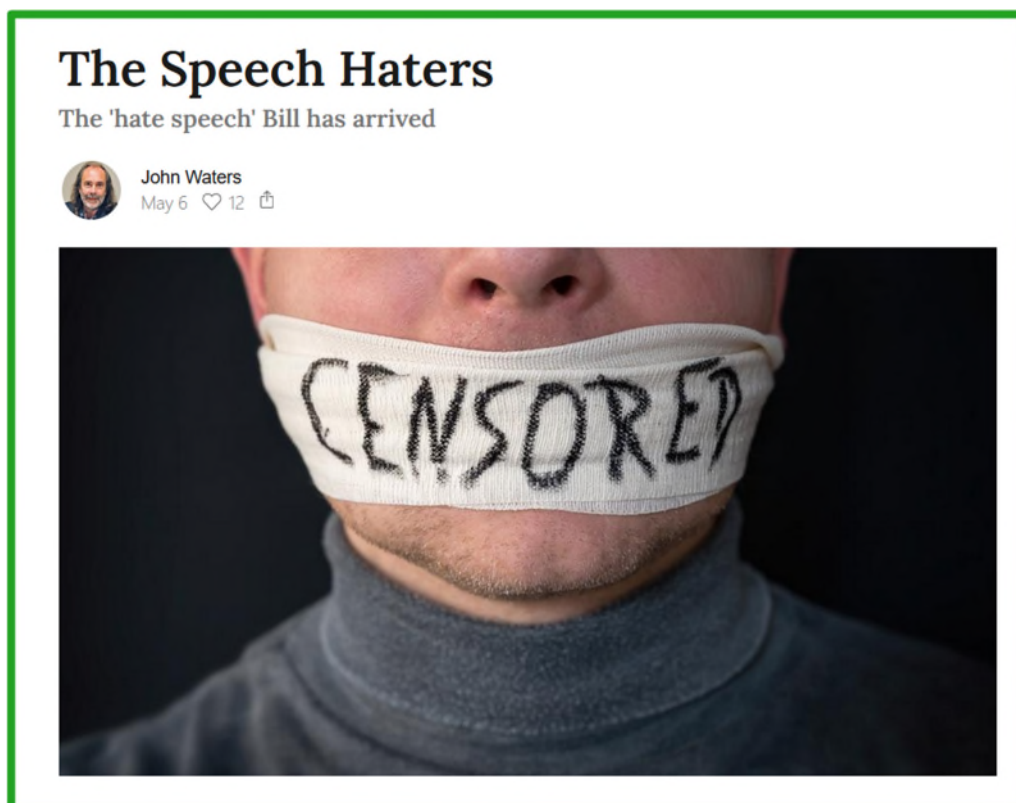 The Speech Haters
The 'hate speech' Bill has arrived
John Waters
May 6 12
CENSORED